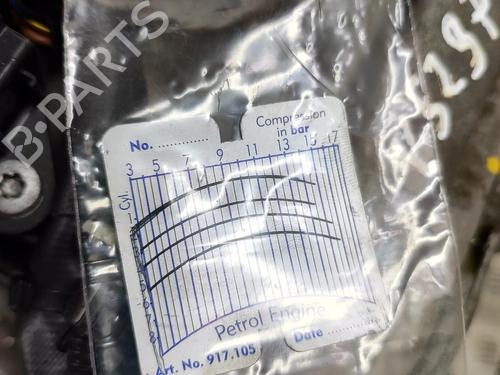 B-PARTS
5297
Compression
in bar
No. ............
3 5 7 9 11 13 15 17
Cyl.
1
Petrol Engine
Art. No. 917.105
Date ............